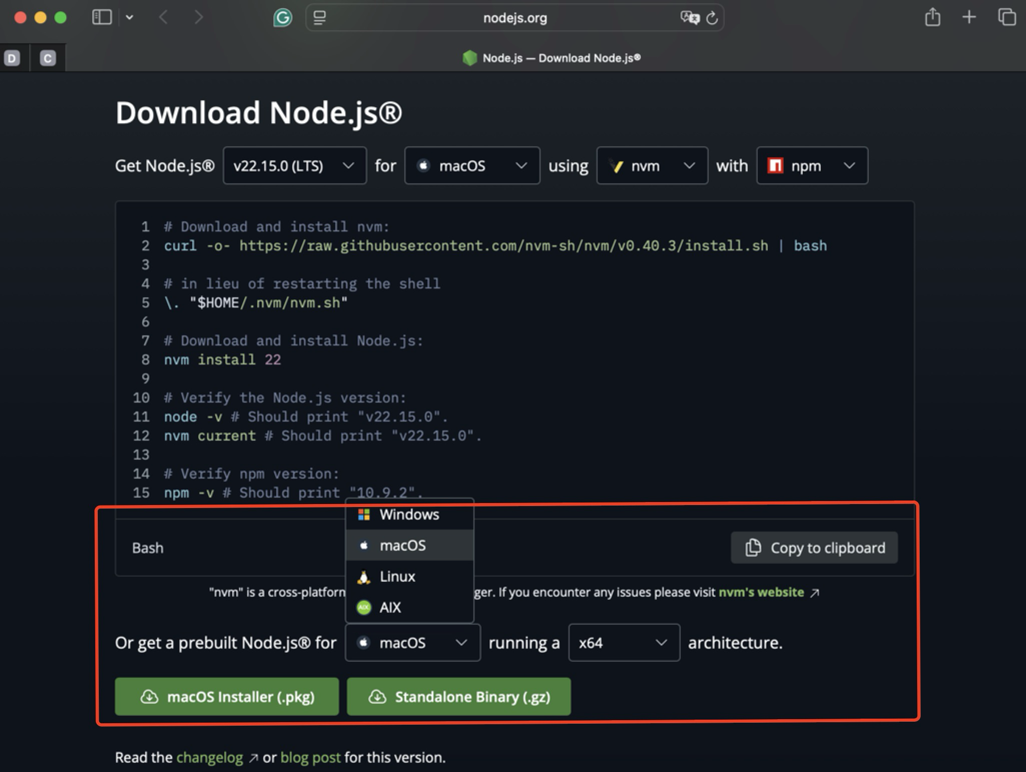 nodejs.org
D C Node.js — Download Node.js®
Download Node.js®
Get Node.js® v22.15.0 (LTS) for macOS using nvm with npm
1 # Download and install nvm:
2 curl -o- https://raw.githubusercontent.com/nvm-sh/nvm/v0.40.3/install.sh | bash
3
4 # in lieu of restarting the shell
5 \. "$HOME/.nvm/nvm.sh"
6
7 # Download and install Node.js:
8 nvm install 22
9
10 # Verify the Node.js version:
11 node -v # Should print "v22.15.0".
12 nvm current # Should print "v22.15.0".
13
14 # Verify npm version:
15 npm -v # Should print "10.9.2".
Windows
Bash macOS Copy to clipboard
Linux
"nvm" is a cross-platform ger. If you encounter any issues please visit nvm's website
AIX
Or get a prebuilt Node.js® for macOS running a x64 architecture.
macOS Installer (.pkg) Standalone Binary (.gz)
Read the changelog or blog post for this version.